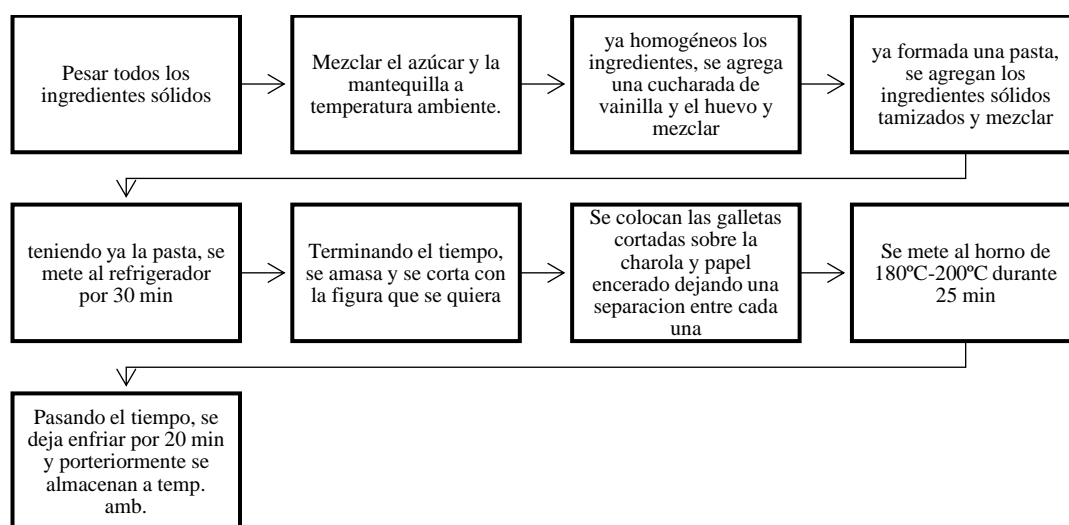 Pesar todos los
ingredientes sólidos
Mezclar el azúcar y la
mantequilla a
temperatura ambiente.
ya homogéneos los
ingredientes, se agrega
una cucharada de
vainilla y el huevo y
mezclar
ya formada una pasta,
se agregan los
ingredientes sólidos
tamizados y mezclar
teniendo ya la pasta, se
mete al refrigerador
por 30 min
Terminando el tiempo,
se amasa y se corta con
la figura que se quiera
Se colocan las galletas
cortadas sobre la
charola y papel
encerado dejando una
separacion entre cada
una
Se mete al horno de
180ºC-200ºC durante
25 min
Pasando el tiempo, se
deja enfriar por 20 min
y porteriormente se
almacenan a temp.
amb.